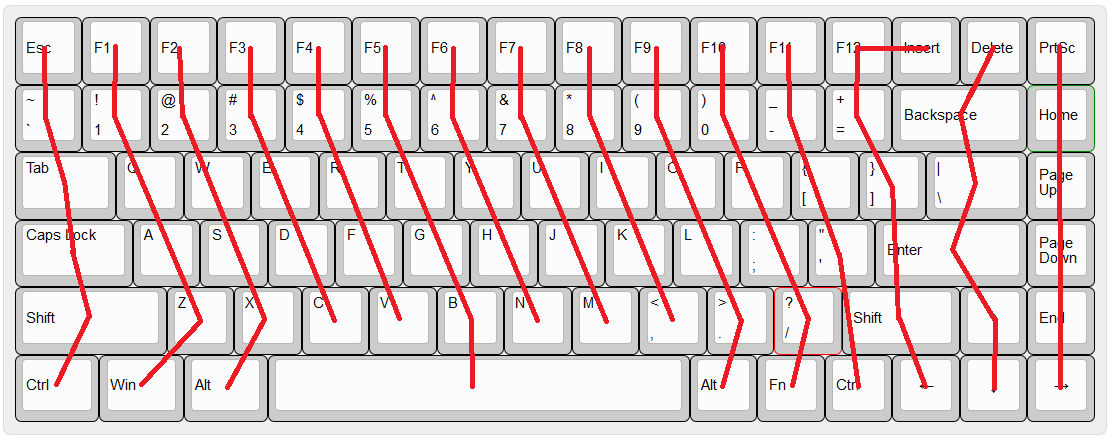 Esc F1 F2 F3 F4 F5 F6 F7 F8 F9 F10 F11 F12 Insert Delete PrtSc
~ ! @ # $ % ^ & * ( ) _ + Backspace Home
` 1 2 3 4 5 6 7 8 9 0 - =
Tab Q W E R T Y U I O P { } | Page Up
[ ] \
Caps Lock A S D F G H J K L : " Enter Page Down
; '
Shift Z X C V B N M < > ? Shift End
, . /
Ctrl Win Alt Alt Fn Ctrl ← ↓ →